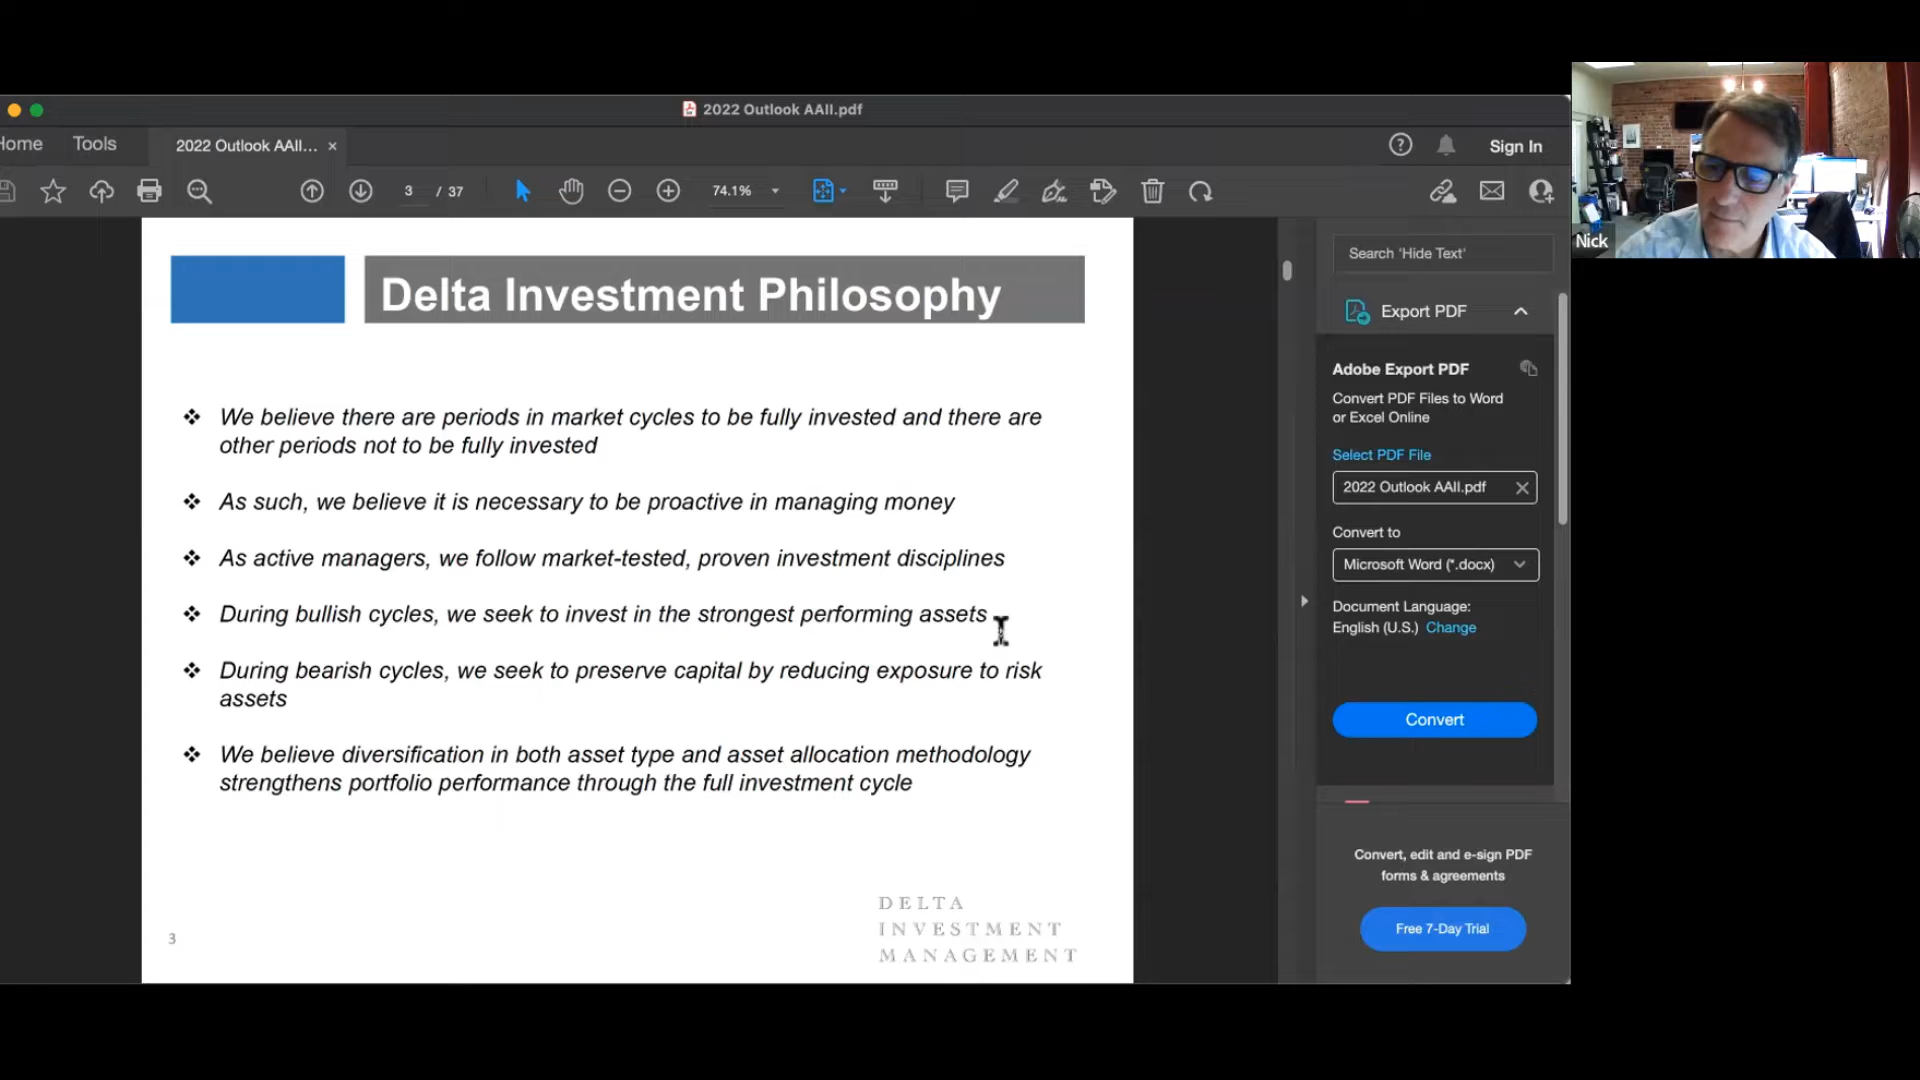 2022 Outlook AAII.pdf
Home
Tools
2022 Outlook AAII... ×
Sign In
3 / 37
74.1%
Nick
Search 'Hide Text'
Delta Investment Philosophy
Export PDF
Adobe Export PDF
Convert PDF Files to Word
or Excel Online
Select PDF File
2022 Outlook AAII.pdf
Convert to
Microsoft Word (*.docx)
Document Language:
English (U.S.) Change
Convert
Convert, edit and e-sign PDF
forms & agreements
Free 7-Day Trial
We believe there are periods in market cycles to be fully invested and there are
other periods not to be fully invested
As such, we believe it is necessary to be proactive in managing money
As active managers, we follow market-tested, proven investment disciplines
During bullish cycles, we seek to invest in the strongest performing assets
During bearish cycles, we seek to preserve capital by reducing exposure to risk
assets
We believe diversification in both asset type and asset allocation methodology
strengthens portfolio performance through the full investment cycle
DELTA
INVESTMENT
MANAGEMENT
3